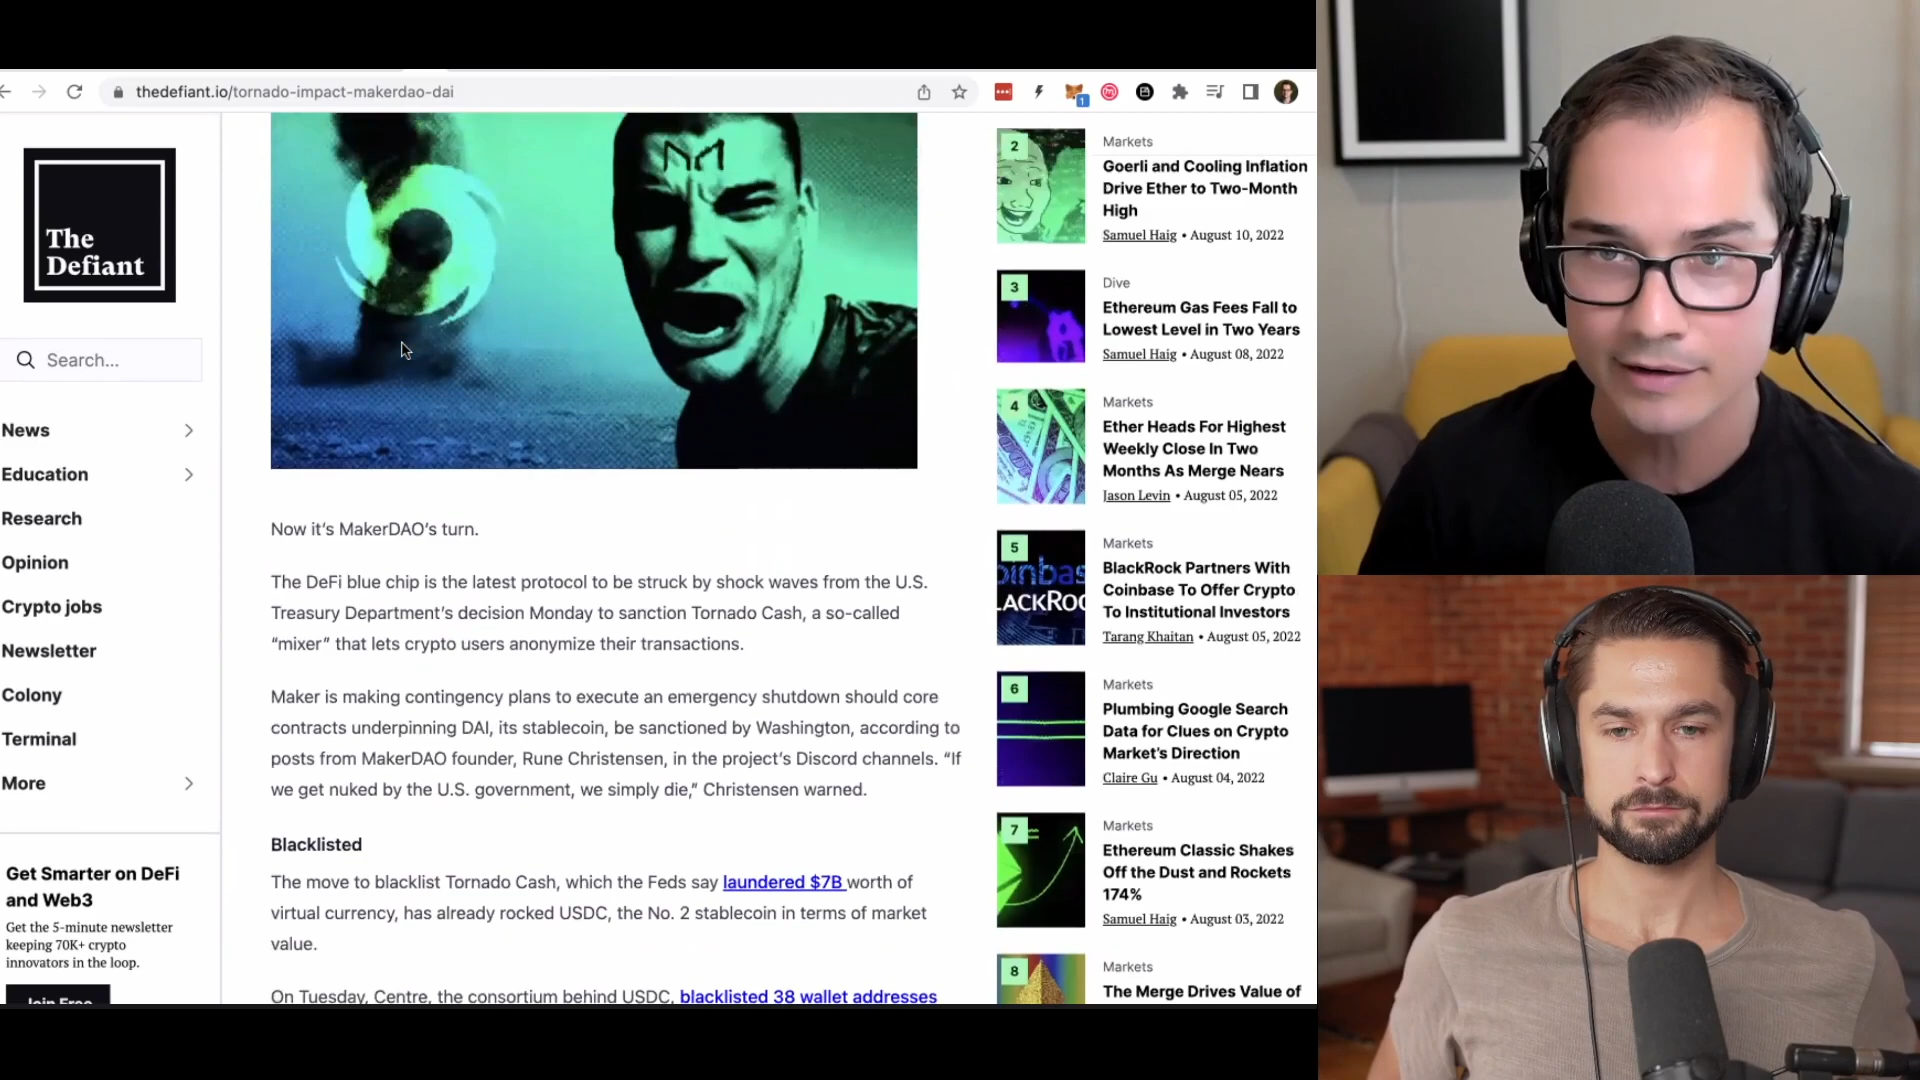 thedefiant.io/tornado-impact-makerdao-dai
1
The
Defiant
Search...
News
Education
Research
Opinion
Crypto jobs
Newsletter
Colony
Terminal
More
Get Smarter on DeFi
and Web3
Get the 5-minute newsletter
keeping 70K+ crypto
innovators in the loop.
Join Free
Now it’s MakerDAO’s turn.
The DeFi blue chip is the latest protocol to be struck by shock waves from the U.S.
Treasury Department’s decision Monday to sanction Tornado Cash, a so-called
“mixer” that lets crypto users anonymize their transactions.
Maker is making contingency plans to execute an emergency shutdown should core
contracts underpinning DAI, its stablecoin, be sanctioned by Washington, according to
posts from MakerDAO founder, Rune Christensen, in the project’s Discord channels. “If
we get nuked by the U.S. government, we simply die,” Christensen warned.
Blacklisted
The move to blacklist Tornado Cash, which the Feds say laundered $7B worth of
virtual currency, has already rocked USDC, the No. 2 stablecoin in terms of market
value.
On Tuesday, Centre, the consortium behind USDC, blacklisted 38 wallet addresses
2
Markets
Goerli and Cooling Inflation
Drive Ether to Two-Month
High
Samuel Haig • August 10, 2022
3
Dive
Ethereum Gas Fees Fall to
Lowest Level in Two Years
Samuel Haig • August 08, 2022
4
Markets
Ether Heads For Highest
Weekly Close In Two
Months As Merge Nears
Jason Levin • August 05, 2022
5
oinbas
LACKRO
Markets
BlackRock Partners With
Coinbase To Offer Crypto
To Institutional Investors
Tarang Khaitan • August 05, 2022
6
Markets
Plumbing Google Search
Data for Clues on Crypto
Market’s Direction
Claire Gu • August 04, 2022
7
Markets
Ethereum Classic Shakes
Off the Dust and Rockets
174%
Samuel Haig • August 03, 2022
8
Markets
The Merge Drives Value of